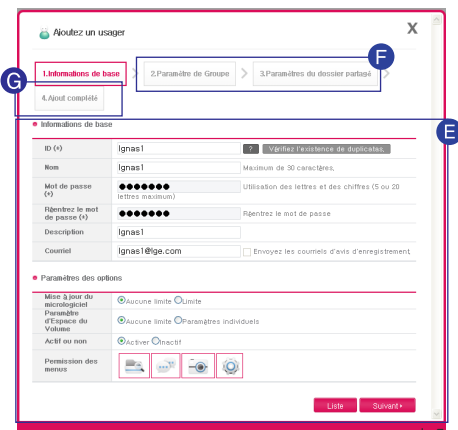 Ajoutez un usager
X
F
1.Informations de base
2.Paramètre de Groupe
3.Paramètres du dossier partagé
G
4.Ajout complété
E
Informations de base
ID (*) Ignas1 ? Vérifiez l'existence de duplicatas,
Nom Ignas1 Maximum de 30 caractères,
Mot de passe (*) ●●●●●●● Utilisation des lettres et des chiffres (5 ou 20
lettres maximum)
Réentrez le mot
de passe (*) ●●●●●●● Réentrez le mot de passe
Description Ignas1
Courriel Ignas1@lge.com Envoyez les courriels d'avis d'enregistrement,
Paramètres des options
Mise à jour du
micrologiciel Aucune limite Limite
Paramètre
d'Espace du
Volume Aucune limite Paramètres individuels
Actif ou non Activer Inactif
Permission des
menus
Liste Suivant